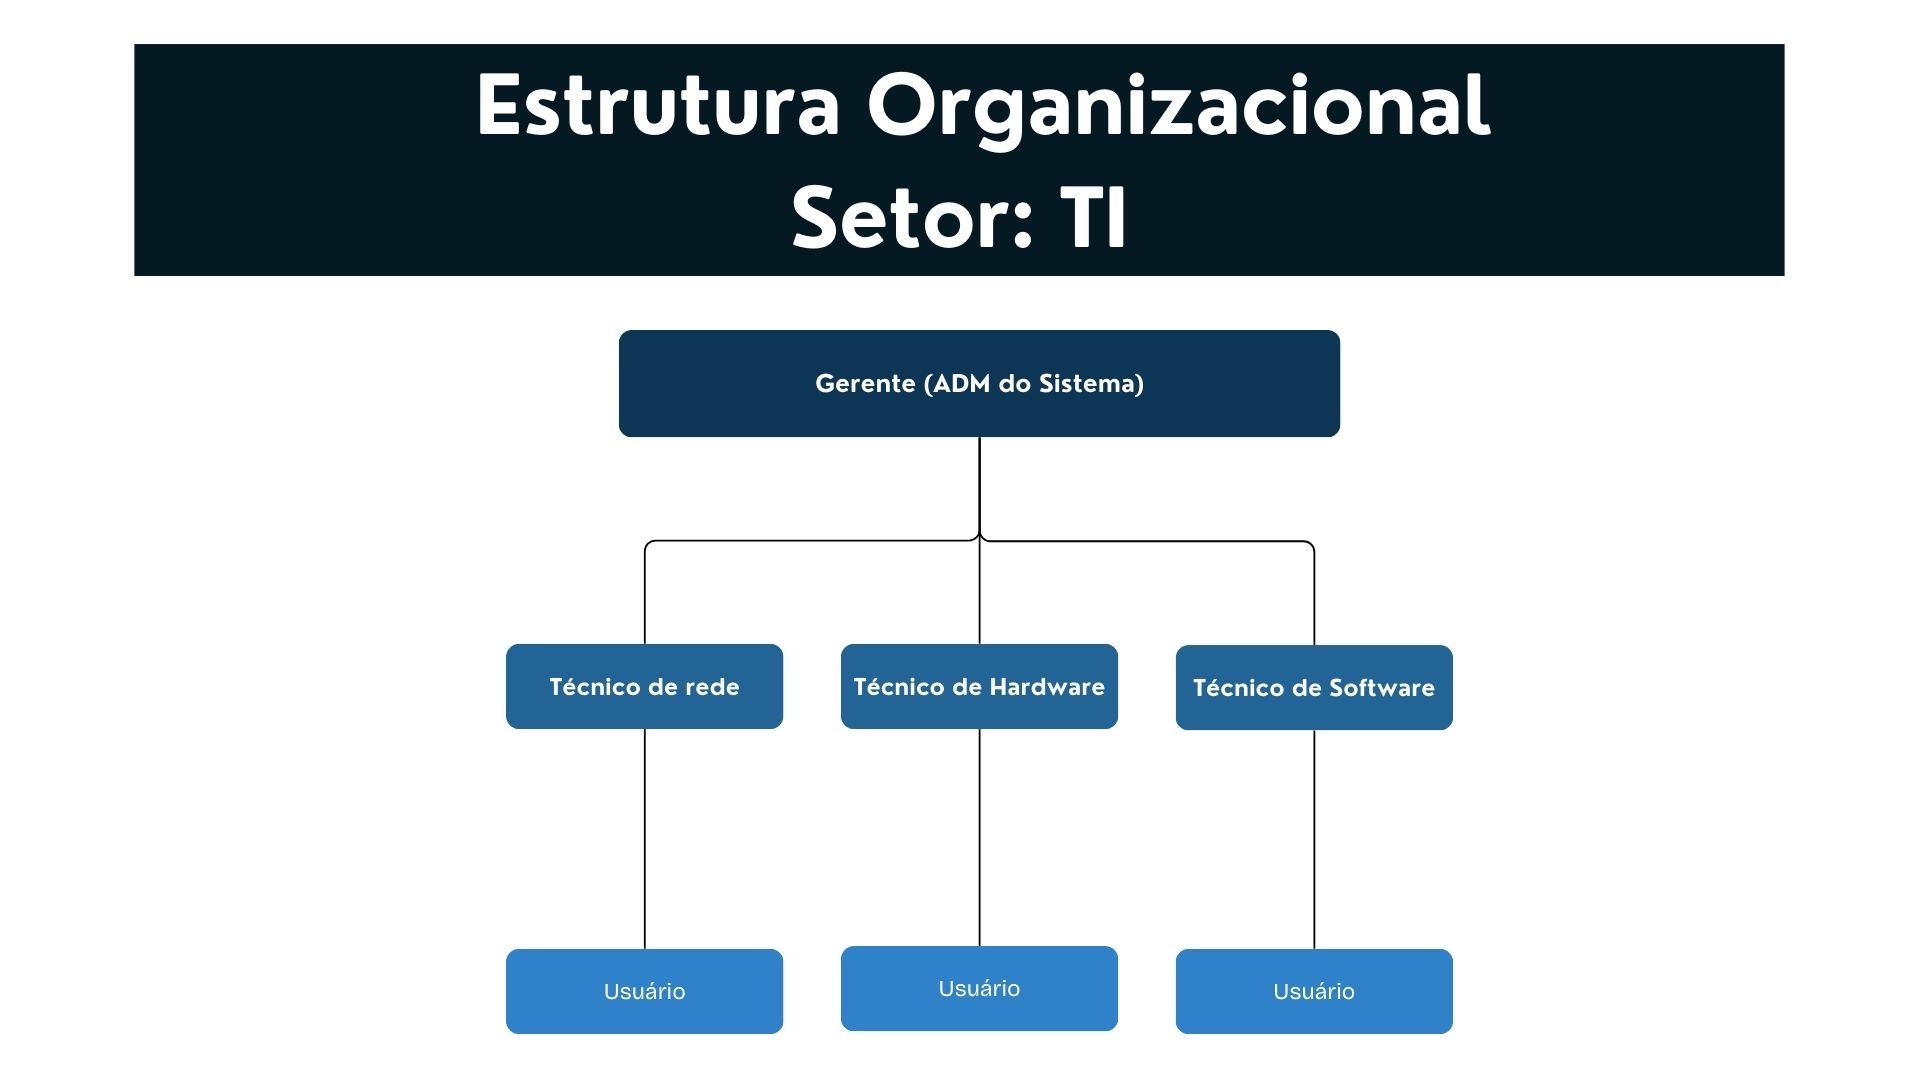 Estrutura Organizacional
Setor: TI
Gerente (ADM do Sistema)
Técnico de rede
Técnico de Hardware
Técnico de Software
Usuário
Usuário
Usuário